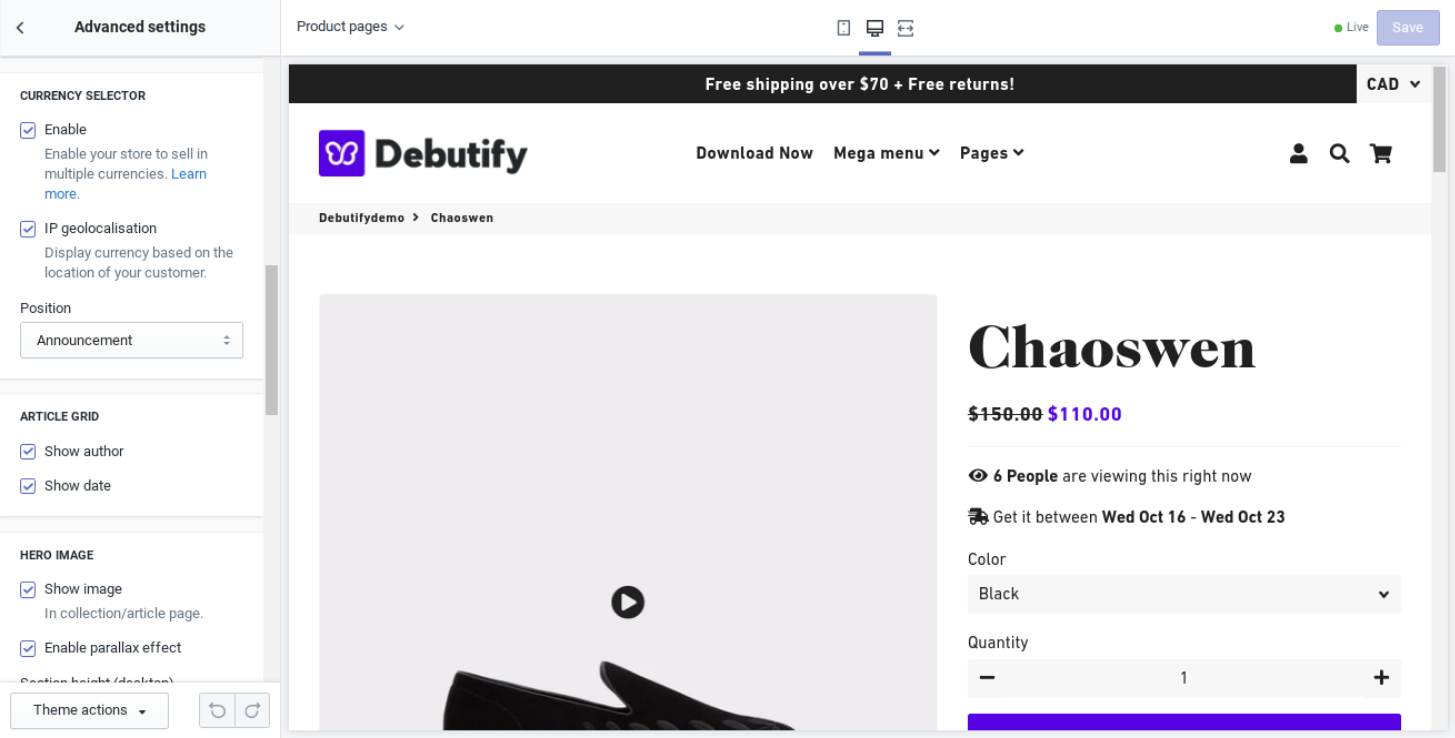 Advanced settings
Product pages
Live
Save
CURRENCY SELECTOR
Enable
Enable your store to sell in
multiple currencies. Learn
more.
IP geolocalisation
Display currency based on the
location of your customer.
Position
Announcement
ARTICLE GRID
Show author
Show date
HERO IMAGE
Show image
In collection/article page.
Enable parallax effect
Section height (desktop)
Theme actions
Free shipping over $70 + Free returns!
CAD
Debutify
Download Now Mega menu Pages
Debutifydemo Chaoswen
Chaoswen
$150.00 $110.00
6 People are viewing this right now
Get it between Wed Oct 16 - Wed Oct 23
Color
Black
Quantity
1